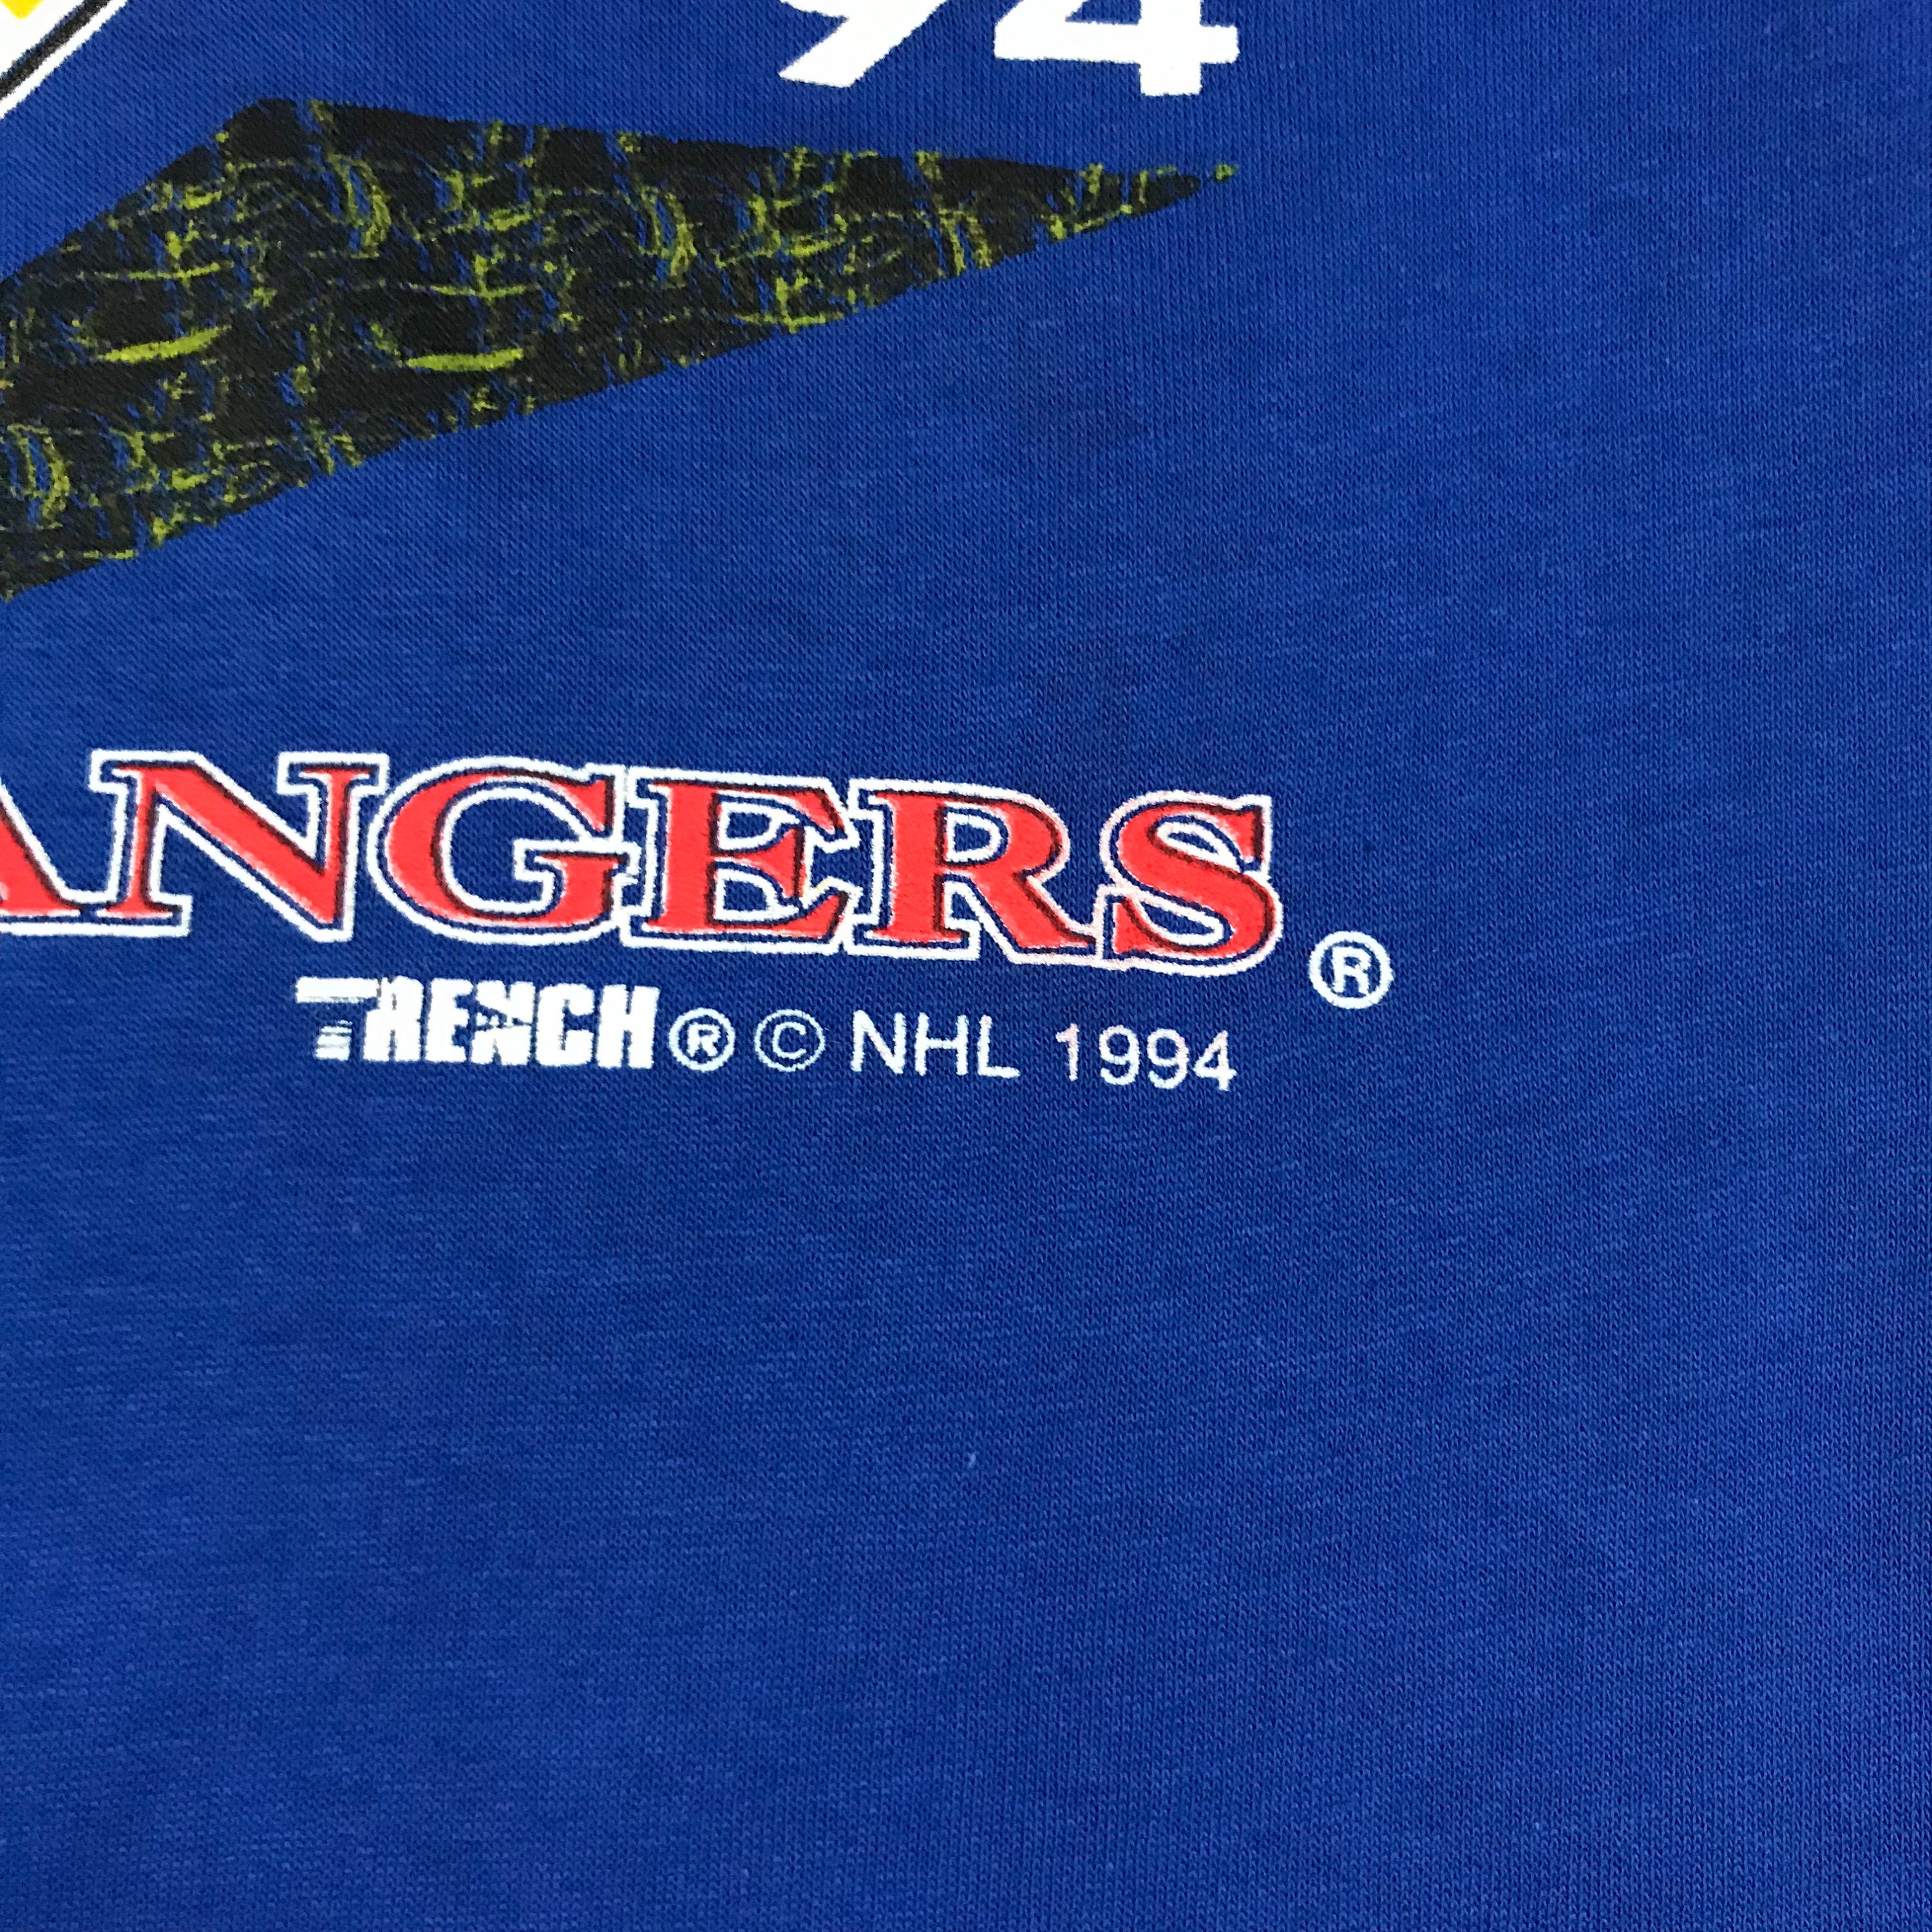 94
ANGERS ®
TRENCH ® © NHL 1994